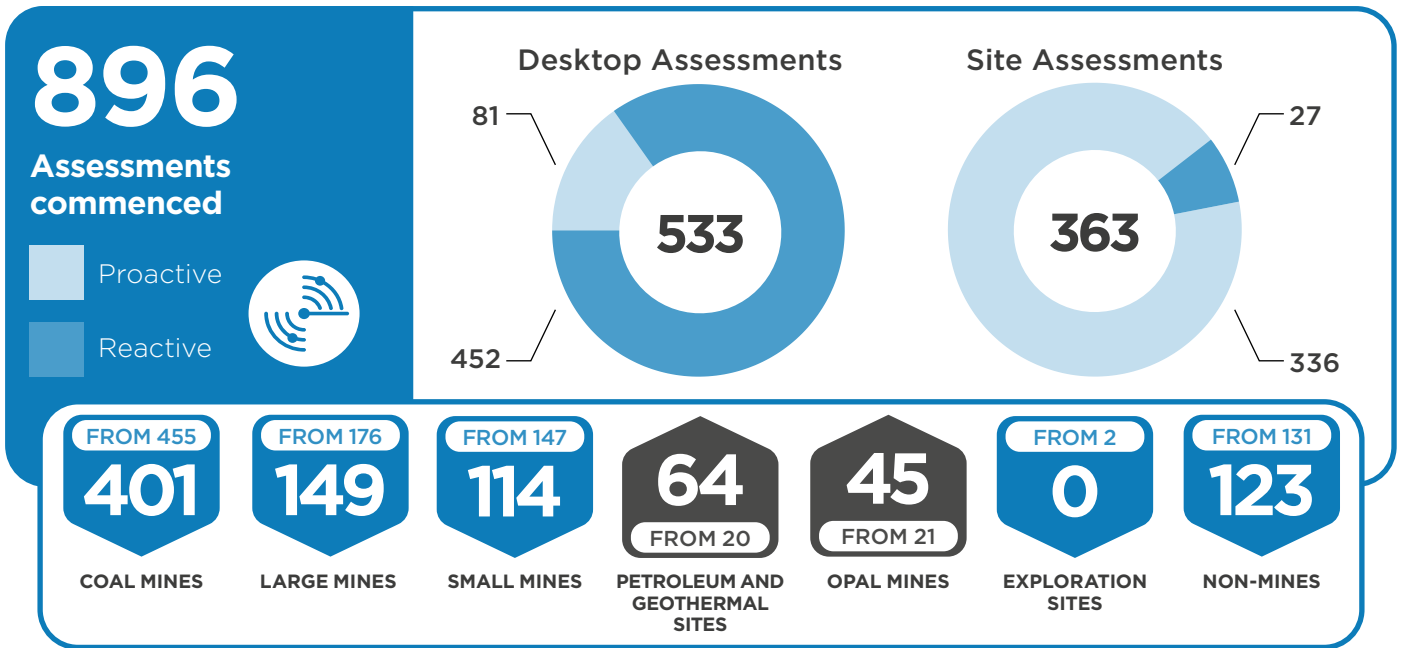 896
Assessments
commenced
Proactive
Reactive
Desktop Assessments
81
533
452
Site Assessments
27
363
336
FROM 455
401
COAL MINES
FROM 176
149
LARGE MINES
FROM 147
114
SMALL MINES
64
FROM 20
PETROLEUM AND
GEOTHERMAL
SITES
45
FROM 21
OPAL MINES
FROM 2
0
EXPLORATION
SITES
FROM 131
123
NON-MINES